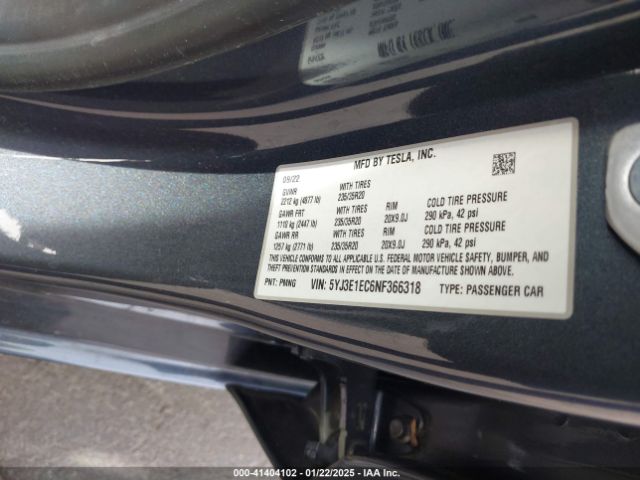 MFD BY TESLA, INC.
09/22
GVWR WITH TIRES
2212 kg (4877 lb) 235/35R20
GAWR FRT WITH TIRES RIM COLD TIRE PRESSURE
1110 kg (2447 lb) 235/35R20 20X9.0J 290 kPa, 42 psi
GAWR RR WITH TIRES RIM COLD TIRE PRESSURE
1257 kg (2771 lb) 235/35R20 20X9.0J 290 kPa, 42 psi
THIS VEHICLE CONFORMS TO ALL APPLICABLE U.S. FEDERAL MOTOR VEHICLE SAFETY, BUMPER, AND
THEFT PREVENTION STANDARDS IN EFFECT ON THE DATE OF MANUFACTURE SHOWN ABOVE.
PNT: PMNG VIN: 5YJ3E1EC6NF366318 TYPE: PASSENGER CAR
000-41404102 - 01/22/2025 - IAA Inc.